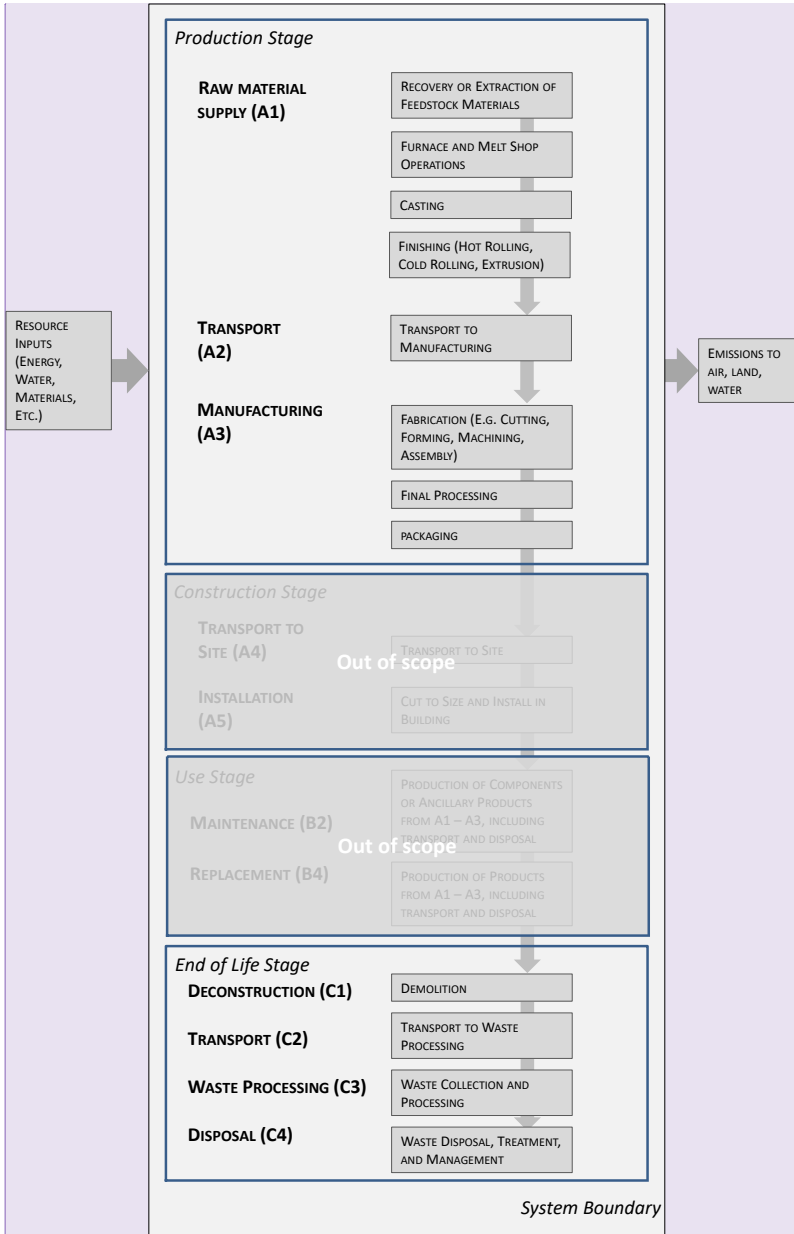 Production Stage
RAW MATERIAL
SUPPLY (A1)
RECOVERY OR EXTRACTION OF
FEEDSTOCK MATERIALS
FURNACE AND MELT SHOP
OPERATIONS
CASTING
FINISHING (HOT ROLLING,
COLD ROLLING, EXTRUSION)
RESOURCE
INPUTS
(ENERGY,
WATER,
MATERIALS,
ETC.)
TRANSPORT
(A2)
TRANSPORT TO
MANUFACTURING
EMISSIONS TO
AIR, LAND,
WATER
MANUFACTURING
(A3)
FABRICATION (E.G. CUTTING,
FORMING, MACHINING,
ASSEMBLY)
FINAL PROCESSING
PACKAGING
Construction Stage
TRANSPORT TO
SITE (A4)
Out of scope
TRANSPORT TO SITE
INSTALLATION
(A5)
CUT TO SIZE AND INSTALL IN
BUILDING
Use Stage
PRODUCTION OF COMPONENTS
OR ANCILLARY PRODUCTS
FROM A1 – A3, INCLUDING
TRANSPORT AND DISPOSAL
MAINTENANCE (B2)
Out of scope
REPLACEMENT (B4)
PRODUCTION OF PRODUCTS
FROM A1 – A3, INCLUDING
TRANSPORT AND DISPOSAL
End of Life Stage
DECONSTRUCTION (C1)
DEMOLITION
TRANSPORT (C2)
TRANSPORT TO WASTE
PROCESSING
WASTE PROCESSING (C3)
WASTE COLLECTION AND
PROCESSING
DISPOSAL (C4)
WASTE DISPOSAL, TREATMENT,
AND MANAGEMENT
System Boundary